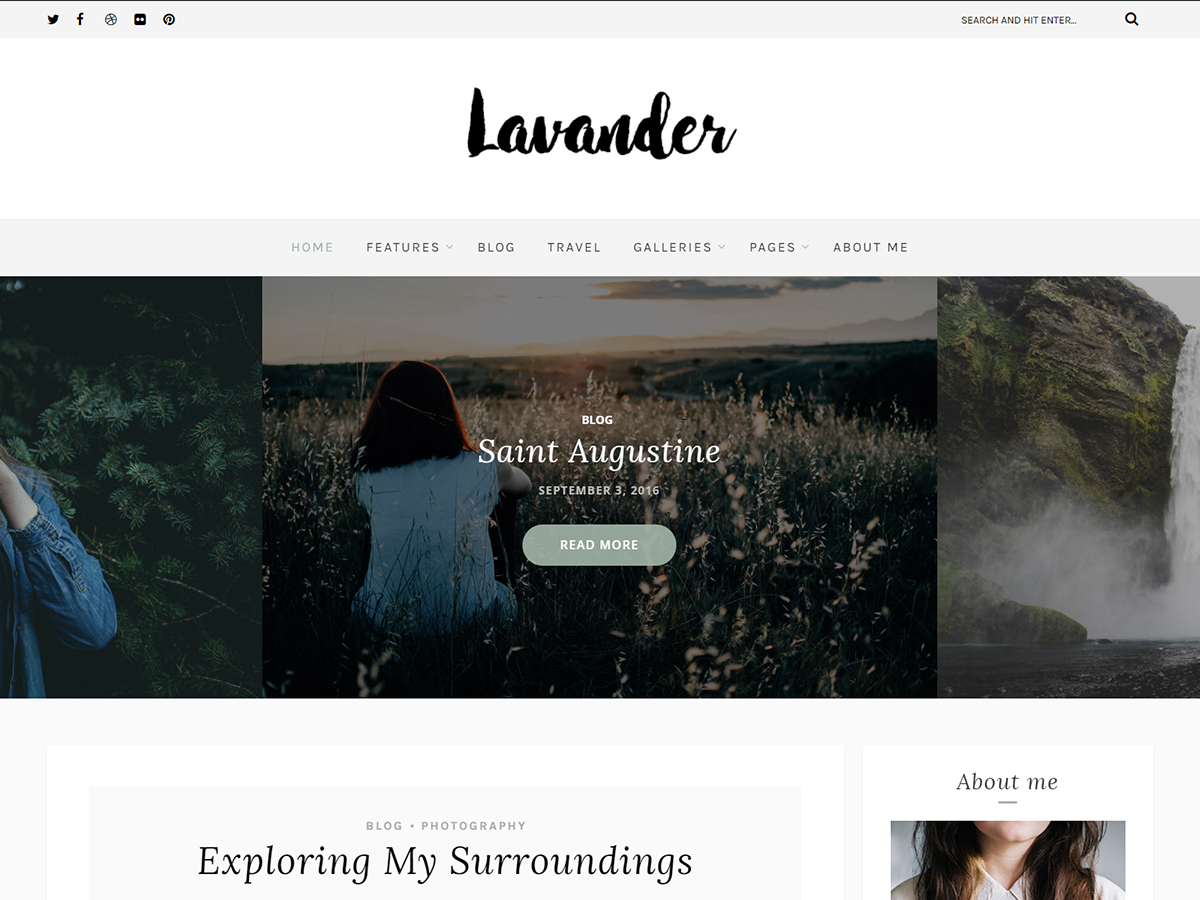 SEARCH AND HIT ENTER...
Lavander
HOME FEATURES BLOG TRAVEL GALLERIES PAGES ABOUT ME
BLOG
Saint Augustine
SEPTEMBER 3, 2016
READ MORE
About me
BLOG • PHOTOGRAPHY
Exploring My Surroundings